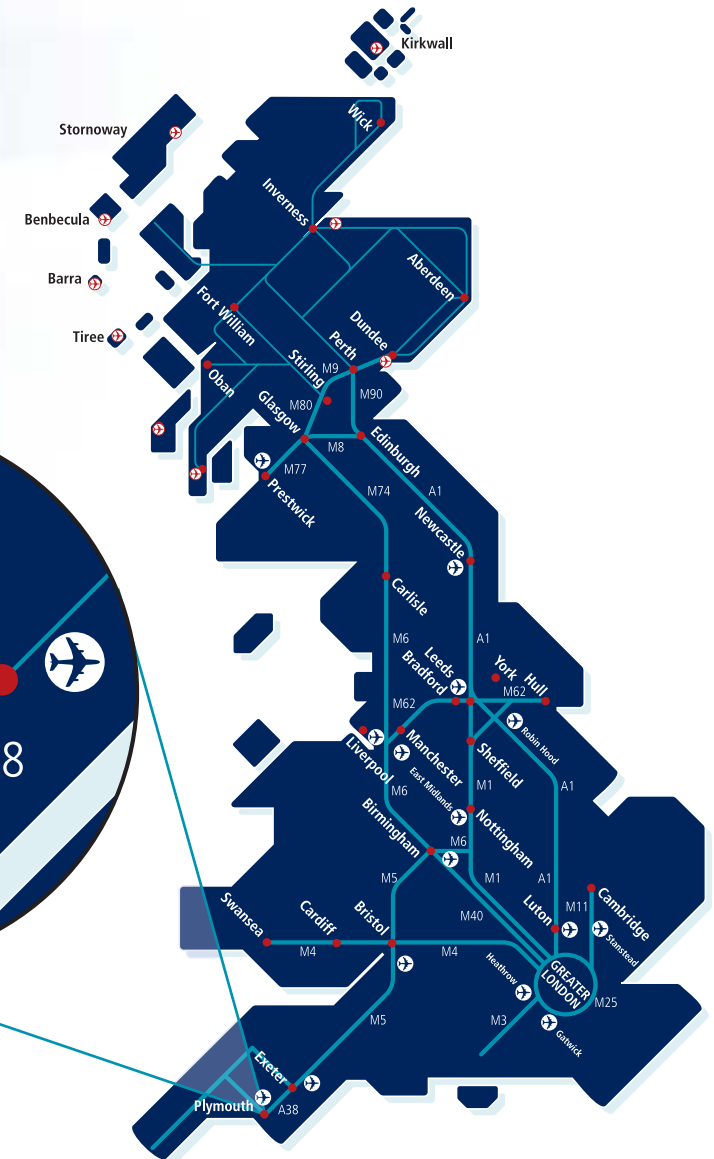 Kirkwall
Wick
Stornoway
Inverness
Benbecula
Barra
Aberdeen
Fort William
Tiree
Dundee
Perth
Stirling
M9
Oban
M90
M80
Glasgow
M8
Edinburgh
M77
Prestwick
M74
A1
Newcastle
Carlisle
M6
A1
Leeds
Bradford
York
Hull
M62
M62
8
Liverpool
Manchester
Robin Hood
Sheffield
East Midlands
M6
M1
A1
Birmingham
Nottingham
M6
M5
M1
M40
A1
Luton
M11
Cambridge
Stanstead
Swansea
Cardiff
Bristol
M4
M4
Heathrow
GREATER
LONDON
M25
M3
Gatwick
M5
Exeter
Plymouth
A38